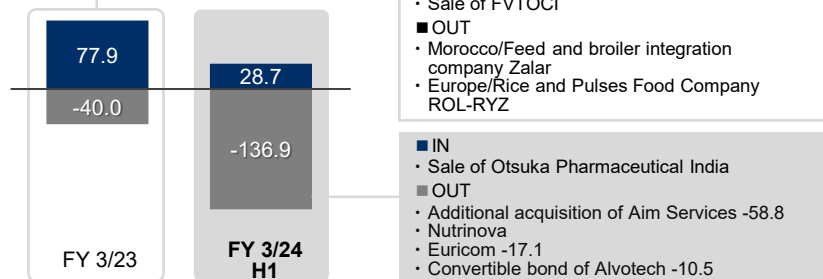 77.9
-40.0
FY 3/23
28.7
-136.9
FY 3/24
H1
・Sale of FVTOCI
■OUT
・Morocco/Feed and broiler integration
company Zalar
・Europe/Rice and Pulses Food Company
ROL-RYZ
■IN
・Sale of Otsuka Pharmaceutical India
■OUT
・Additional acquisition of Aim Services -58.8
・Nutrinova
・Euricom -17.1
・Convertible bond of Alvotech -10.5